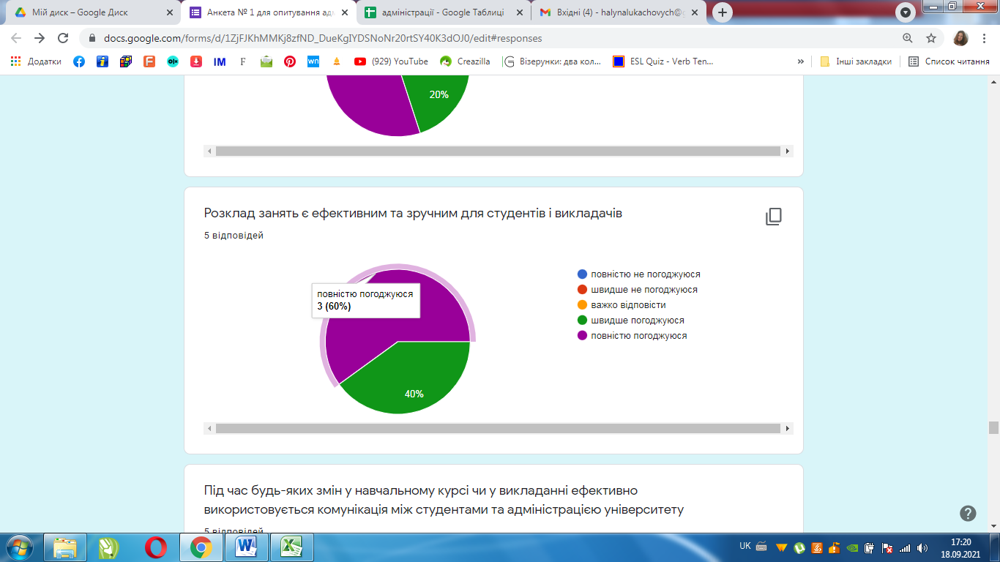 Мій диск – Google Диск
Анкета № 1 для опитування ад
адміністрації - Google Таблиці
Вхідні (4) - halynalukachovych@g
docs.google.com/forms/d/1ZjFJKhMMKj8zfND_DueKgIYDSNoNr20rtSY40K3dOJ0/edit#responses
Додатки
IM
F
wn
(929) YouTube
Creazilla
Візерунки: два кол...
ESL Quiz - Verb Ten...
»
Інші закладки
Список читання
20%
Розклад занять є ефективним та зручним для студентів і викладачів
5 відповідей
повністю погоджуюся
3 (60%)
40%
повністю не погоджуюся
швидше не погоджуюся
важко відповісти
швидше погоджуюся
повністю погоджуюся
Під час будь-яких змін у навчальному курсі чи у викладанні ефективно
використовується комунікація між студентами та адміністрацією університету
5 відповідей
UK
17:20
18.09.2021